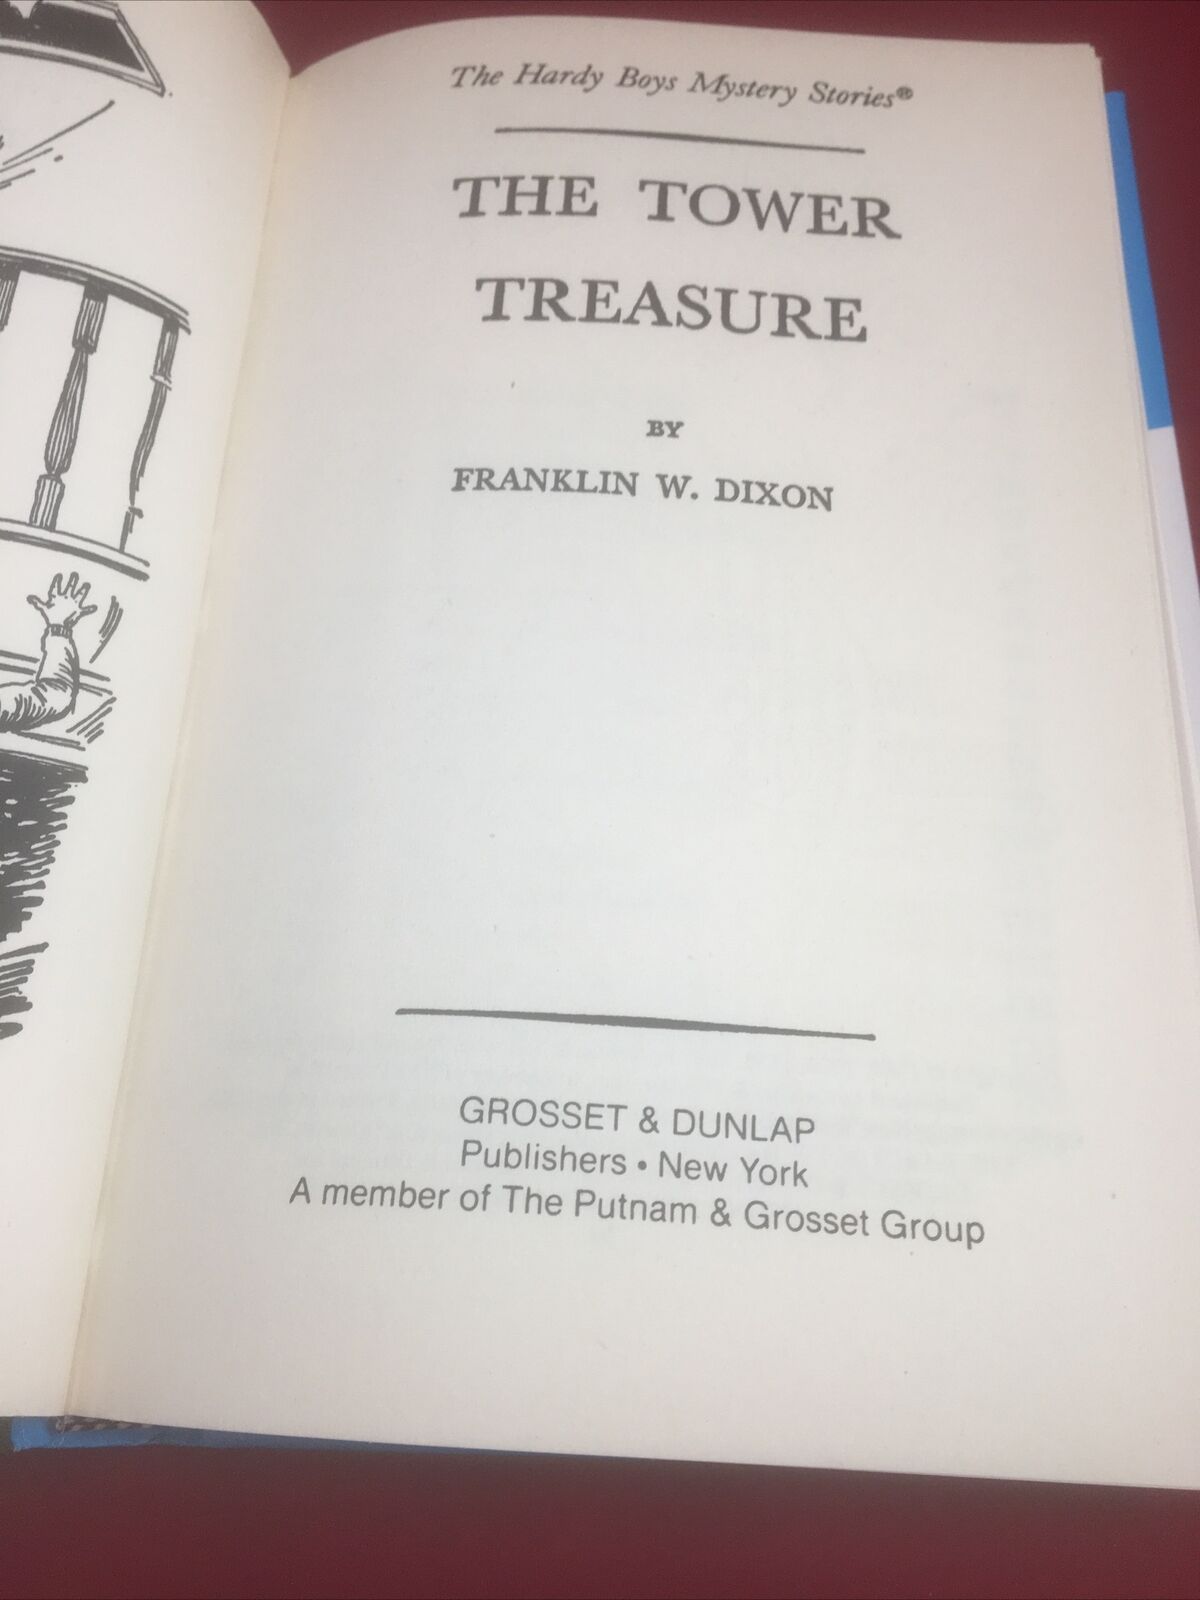 The Hardy Boys Mystery Stories®
THE TOWER
TREASURE
BY
FRANKLIN W. DIXON
GROSSET & DUNLAP
Publishers • New York
A member of The Putnam & Grosset Group